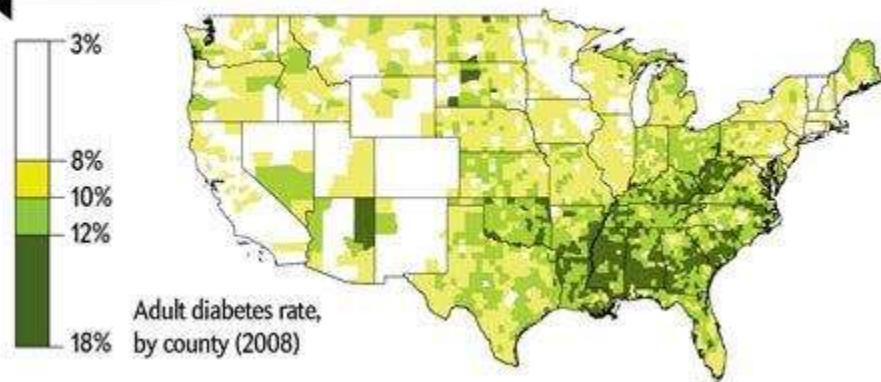 3%
8%
10%
12%
18%
Adult diabetes rate,
by county (2008)